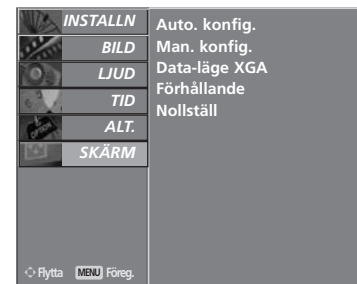 INSTALLN
BILD
LJUD
TID
ALT.
SKÄRM
Auto. konfig.
Man. konfig.
Data-läge XGA
Förhållande
Nollställ
Flytta MENU Föreg.